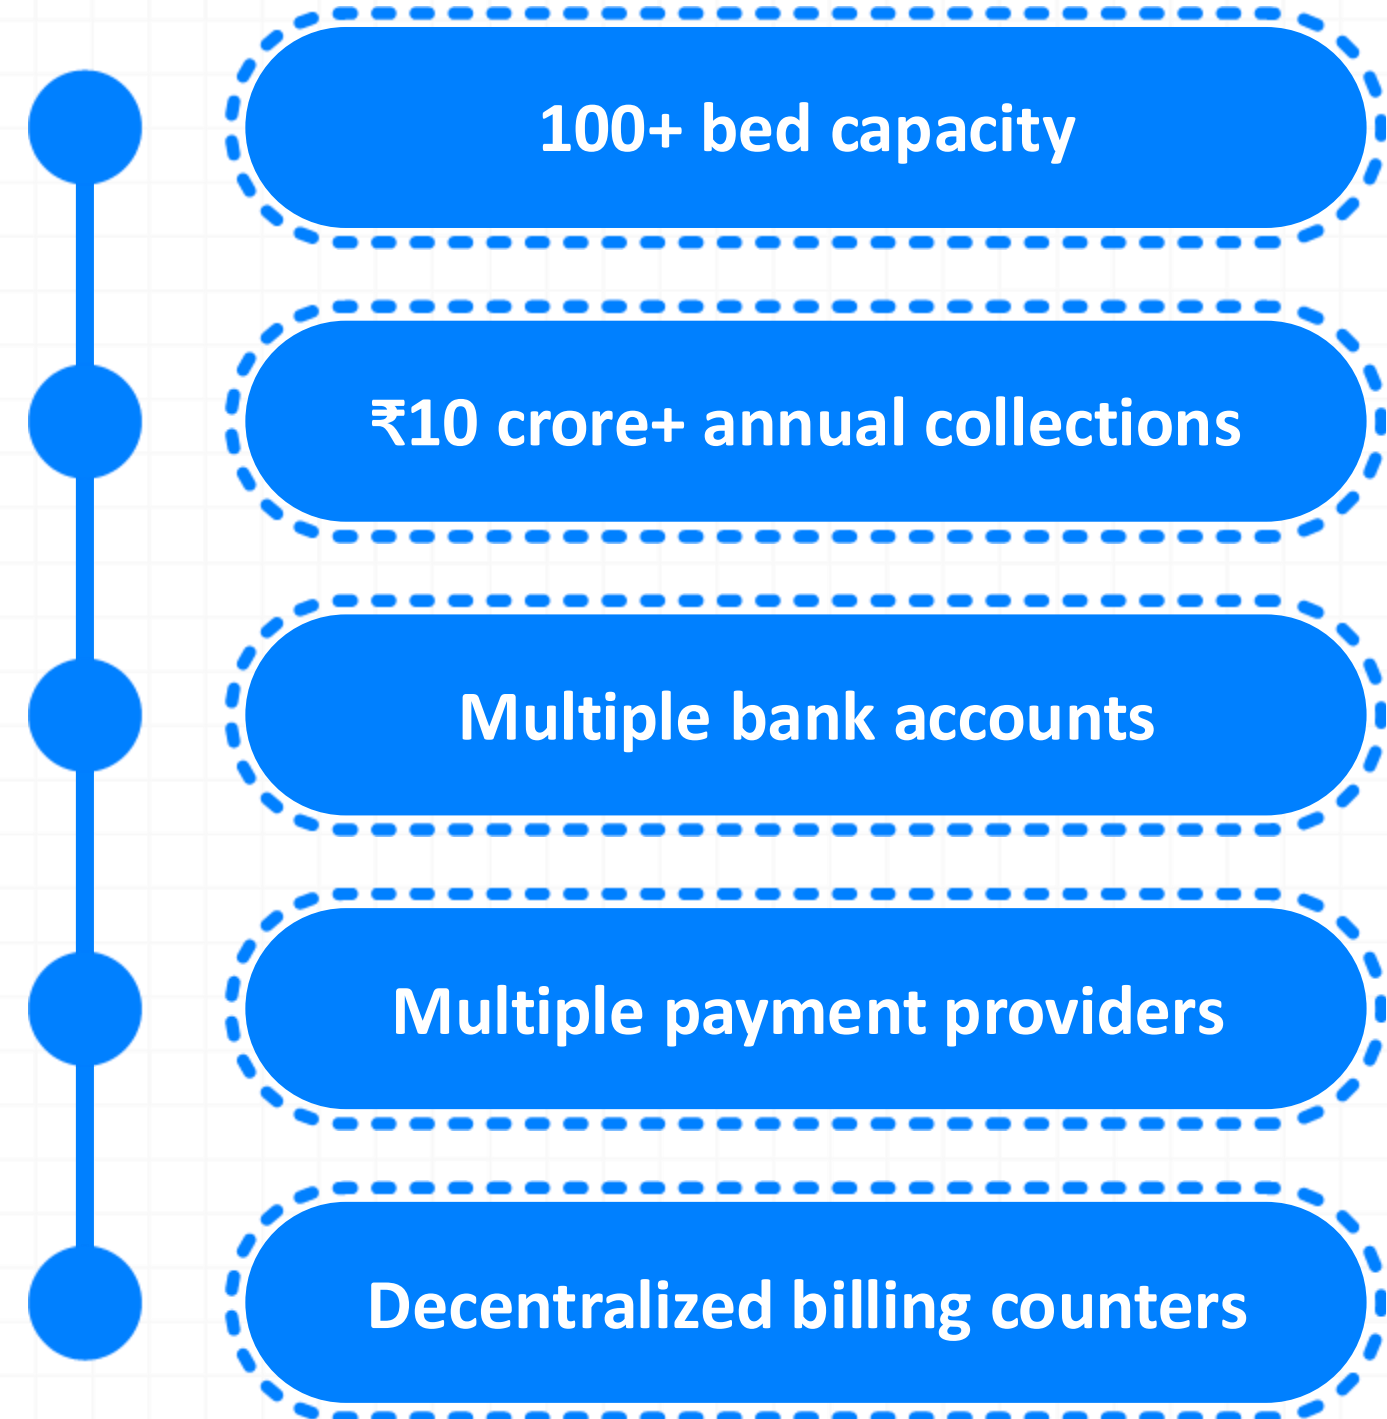 100+ bed capacity
₹10 crore+ annual collections
Multiple bank accounts
Multiple payment providers
Decentralized billing counters